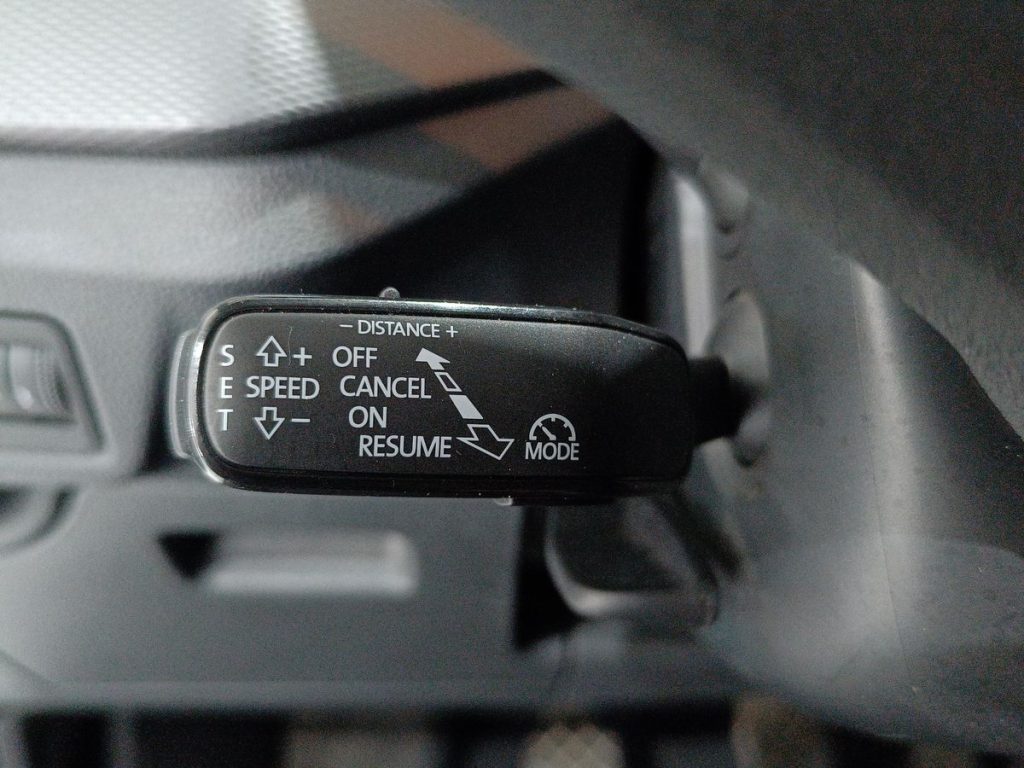 – DISTANCE +
S + OFF
E SPEED CANCEL
T – ON
RESUME
MODE